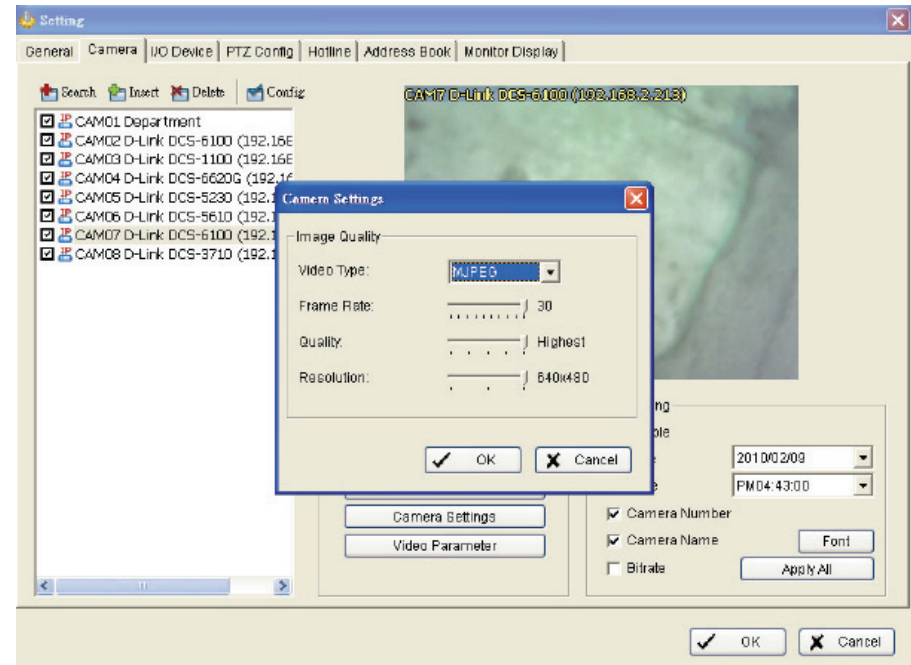 Setting
General Camera I/O Device PTZ Config Hotline Address Book Monitor Display
Search Insert Delete Config
CAM17 D-Link DCS-6100 (192.168.2.213)
CAM01 Department
CAM02 D-Link DCS-6100 (192.168
CAM03 D-Link DCS-1100 (192.168
CAM04 D-Link DCS-6620G (192.16
CAM05 D-Link DCS-5230 (192.1
CAM06 D-Link DCS-5610 (192.1
CAM07 D-Link DCS-6100 (192.1
CAM08 D-Link DCS-3710 (192.1
Camera Settings
Image Quality
Video Type: MJPEG
Frame Rate: 30
Quality: Highest
Resolution: 640x480
OK Cancel
ng
ble
2010/02/09
PM04:43:00
Camera Settings
Video Parameter
Camera Number
Camera Name Font
Bitrate Apply All
OK Cancel